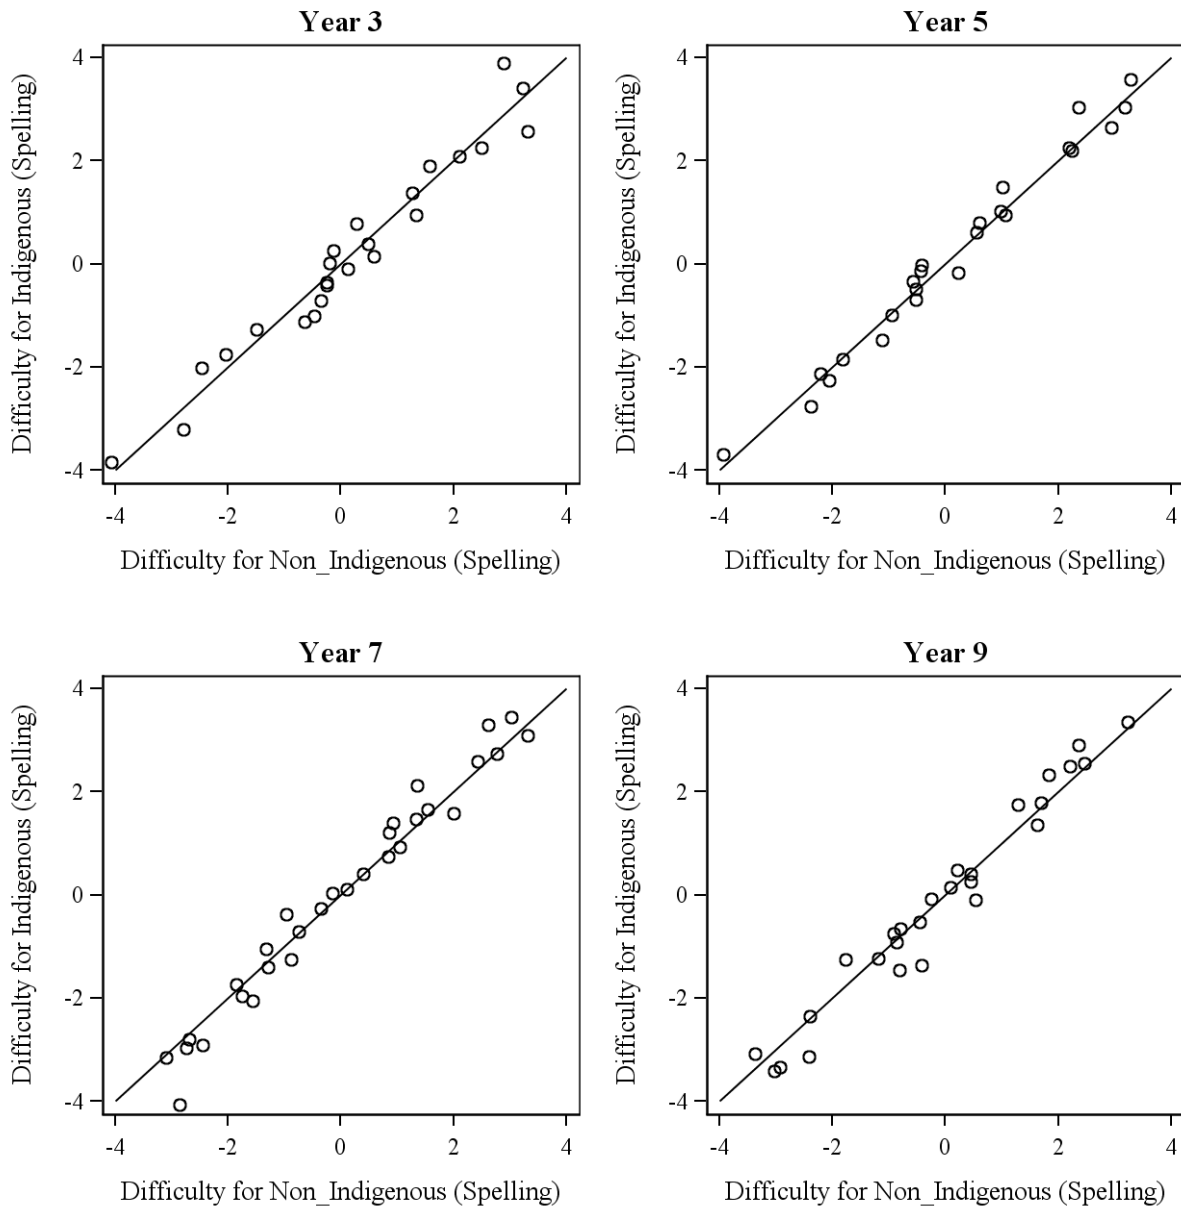 Year 3
Year 5
Difficulty for Indigenous (Spelling)
4
2
0
-2
-4
-4 -2 0 2 4
Difficulty for Non_Indigenous (Spelling)
Difficulty for Indigenous (Spelling)
4
2
0
-2
-4
-4 -2 0 2 4
Difficulty for Non_Indigenous (Spelling)
Year 7
Year 9
Difficulty for Indigenous (Spelling)
4
2
0
-2
-4
-4 -2 0 2 4
Difficulty for Non_Indigenous (Spelling)
Difficulty for Indigenous (Spelling)
4
2
0
-2
-4
-4 -2 0 2 4
Difficulty for Non_Indigenous (Spelling)